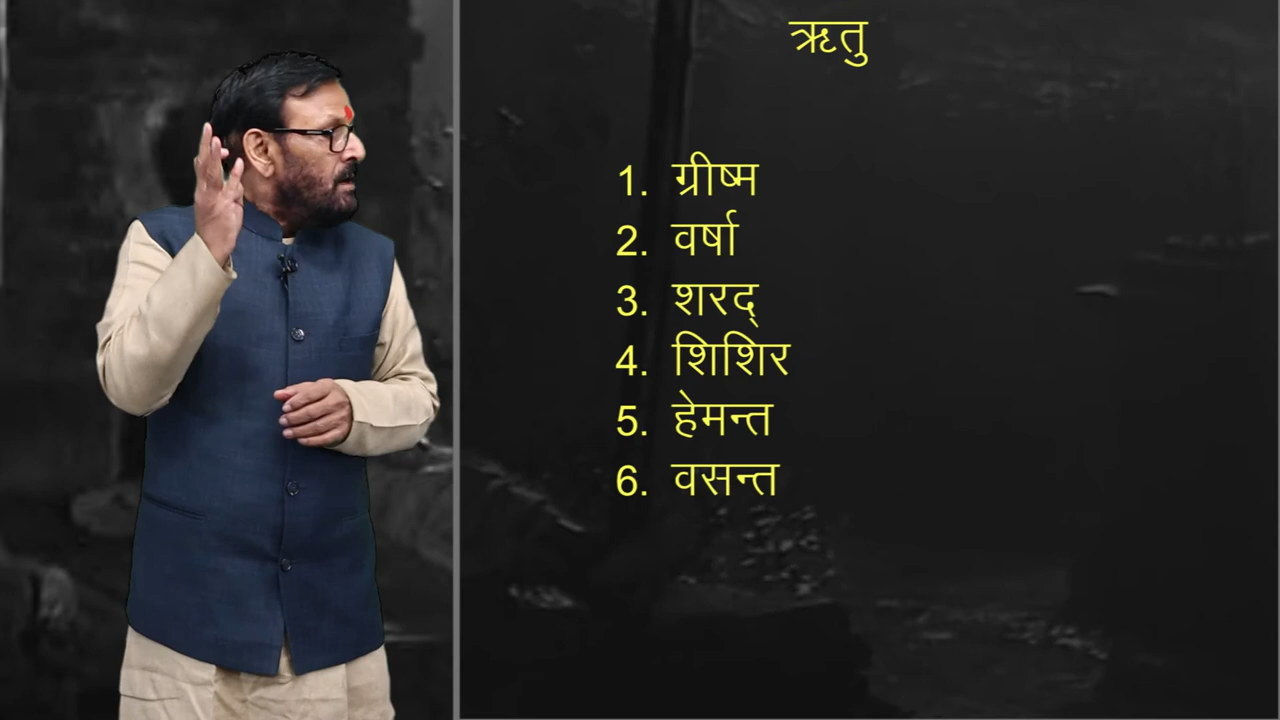 ऋतु
1. ग्रीष्म
2. वर्षा
3. शरद्
4. शिशिर
5. हेमन्त
6. वसन्त